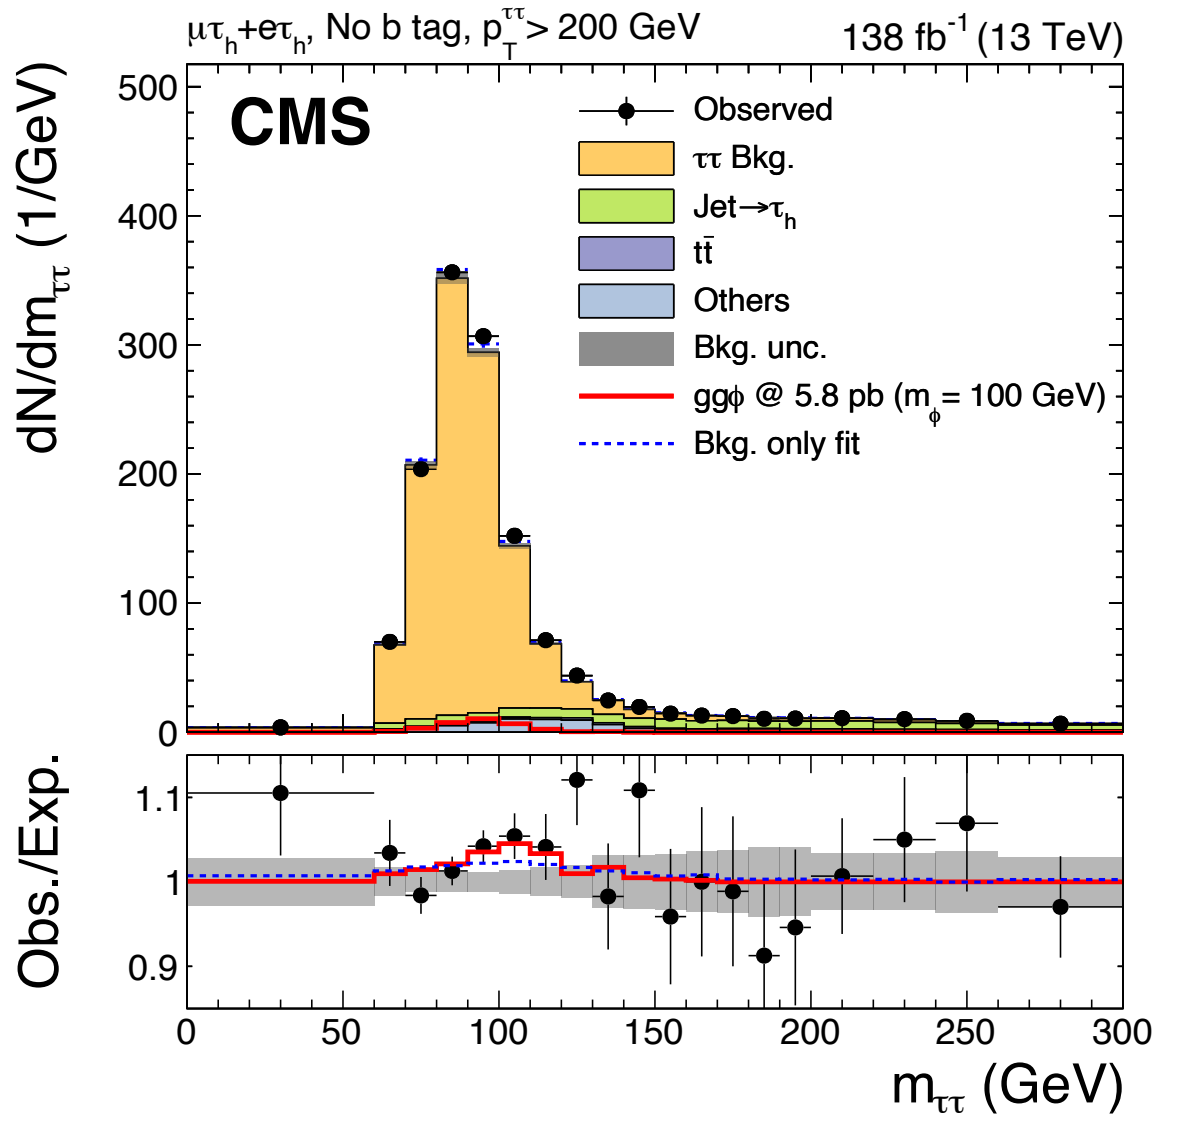 μτh+eτh, No b tag, pTττ> 200 GeV
138 fb-1 (13 TeV)
CMS
dN/dmττ (1/GeV)
500
400
300
200
100
0
Observed
ττ Bkg.
Jet→τh
tt̄
Others
Bkg. unc.
ggϕ @ 5.8 pb (mϕ= 100 GeV)
Bkg. only fit
Obs./Exp.
1.1
1
0.9
0 50 100 150 200 250 300
mττ (GeV)